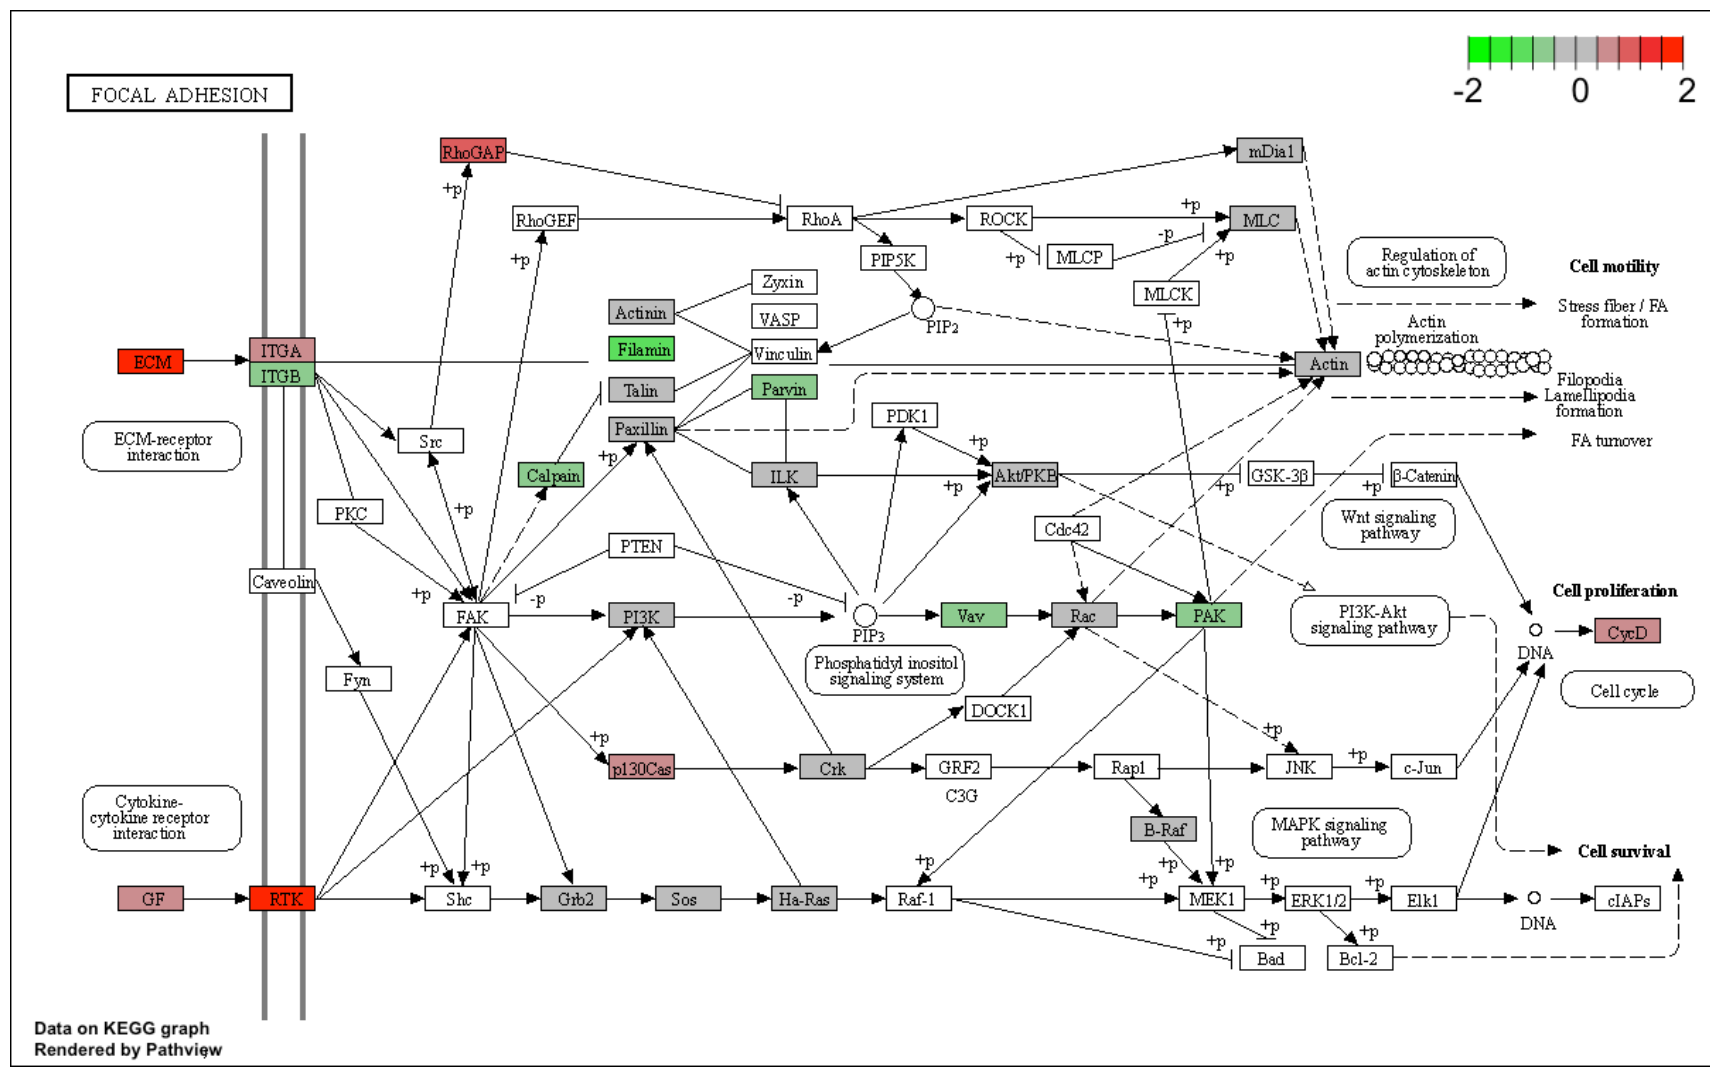 -2 0 2
FOCAL ADHESION
RhoGAP
mDia1
+p
RhoGEF
RhoA
ROCK
+p
MLC
-p
+p
PIP5K
+p
MLCP
+p
Regulation of
actin cytoskeleton
Cell motility
Zyxin
MLCK
Actinin
VASP
PIP2
+p
Stress fiber / FA
formation
Actin
polymerization
ECM
ITGA
ITGB
Filamin
Vinculin
Actin
Talin
Parvin
Filopodia
Lamellipodia
formation
PDK1
ECM-receptor
interaction
Src
Paxillin
+p
+p
FA turnover
Calpain
ILK
Akt/PKB
+p
+p
GSK-3β
+p
β-Catenin
PKC
+p
Cdc42
Wnt signaling
pathway
PTEN
Caveolin
+p
-p
-p
Cell proliferation
FAK
PI3K
PIP3
Vav
Rac
PAK
PI3K-Akt
signaling pathway
CycD
DNA
Phosphatidyl inositol
signaling system
Fyn
Cell cycle
DOCK1
+p
+p
p130Cas
Crk
GRF2
C3G
Rap1
JNK
+p
c-Jun
Cytokine-
cytokine receptor
interaction
B-Raf
MAPK signaling
pathway
Cell survival
+p
+p
+p
+p
+p
+p
+p
+p
GF
RTK
Shc
Grb2
Sos
Ha-Ras
Raf-1
MEK1
ERK1/2
Elk1
DNA
cIAPs
+p
+p
+p
Bad
Bcl-2
Data on KEGG graph
Rendered by Pathview